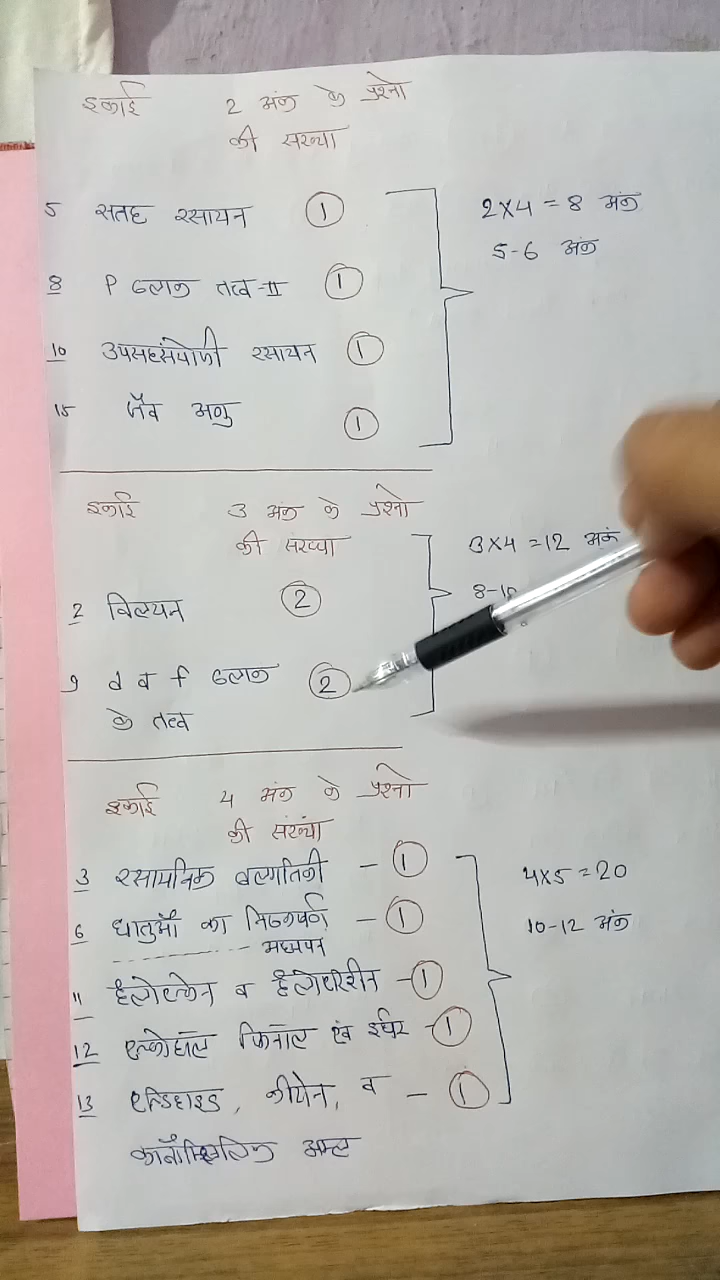 इकाई 2 अंक के प्रश्नो
की संख्या
5 सतह रसायन 1 2×4 = 8 अंक
5-6 अंक
8 P ब्लाक तत्व-II 1
10 उपसहसंयोजी रसायन 1
15 जैव अणु 1
इकाई 3 अंक के प्रश्नो
की संख्या 3×4 = 12 अंक
2 विलयन 2
9 d व f ब्लाक 2
के तत्व
इकाई 4 अंक के प्रश्नो
की संख्या
3 रसायनिक बलगतिकी - 1 4×5 = 20
6 धातुओं का निष्कर्षण - 1 10-12 अंक
11 हैलोएल्केन व हैलोएरीन - 1
12 एल्कोहॉल फिनॉल एवं ईथर - 1
13 एल्डिहाइड, कीटोन, व - 1
कार्बोक्सिलिक अम्ल